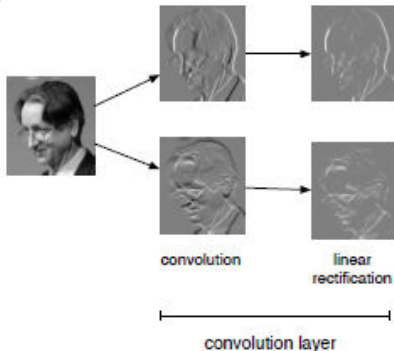 convolution
linear
rectification
convolution layer